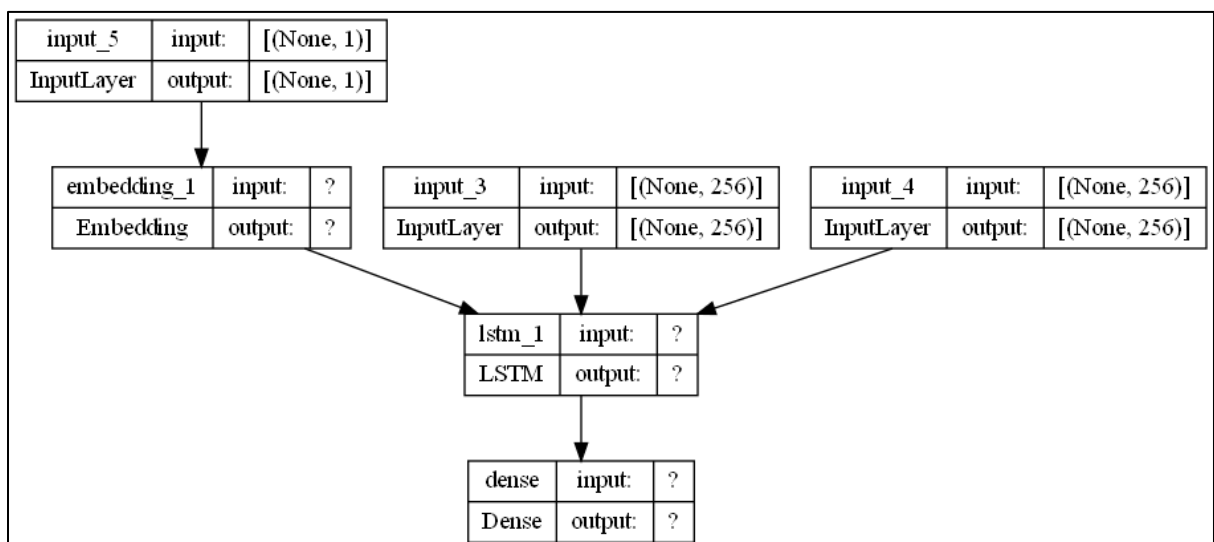 input_5 input: [(None, 1)]
InputLayer output: [(None, 1)]
embedding_1 input: ?
Embedding output: ?
input_3 input: [(None, 256)]
InputLayer output: [(None, 256)]
input_4 input: [(None, 256)]
InputLayer output: [(None, 256)]
lstm_1 input: ?
LSTM output: ?
dense input: ?
Dense output: ?